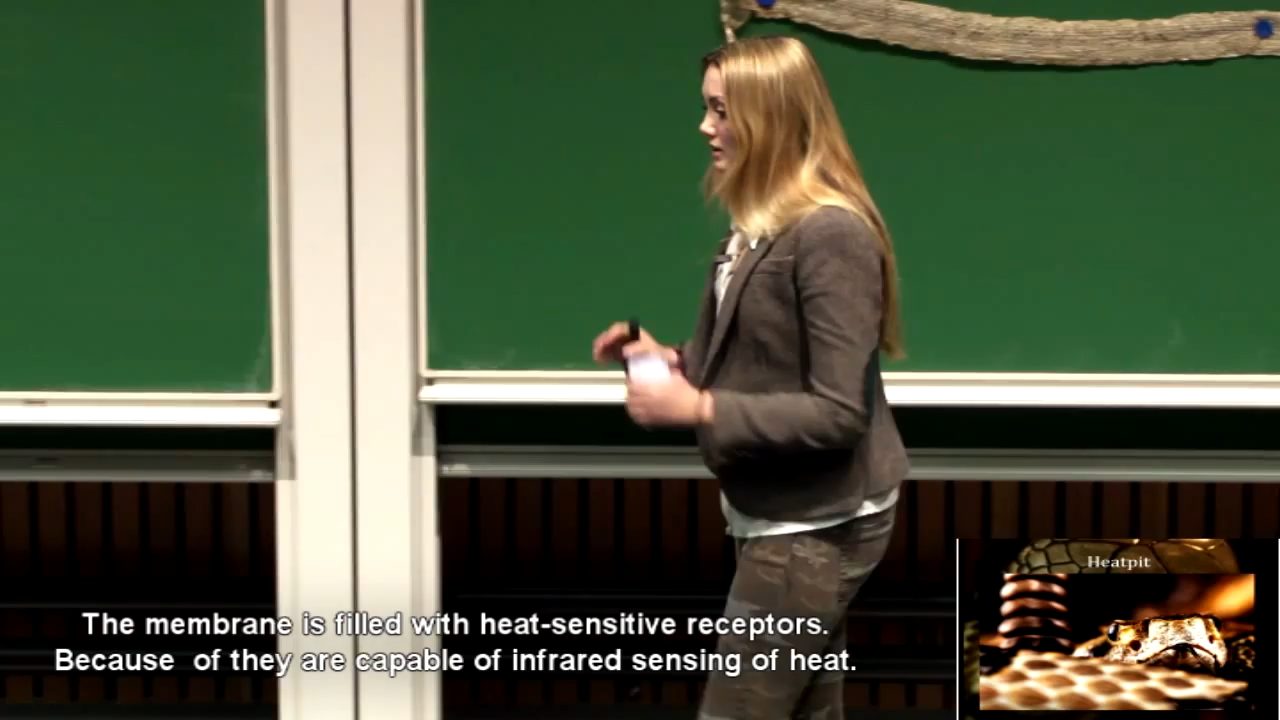 Heatpit
The membrane is filled with heat-sensitive receptors.
Because  of they are capable of infrared sensing of heat.